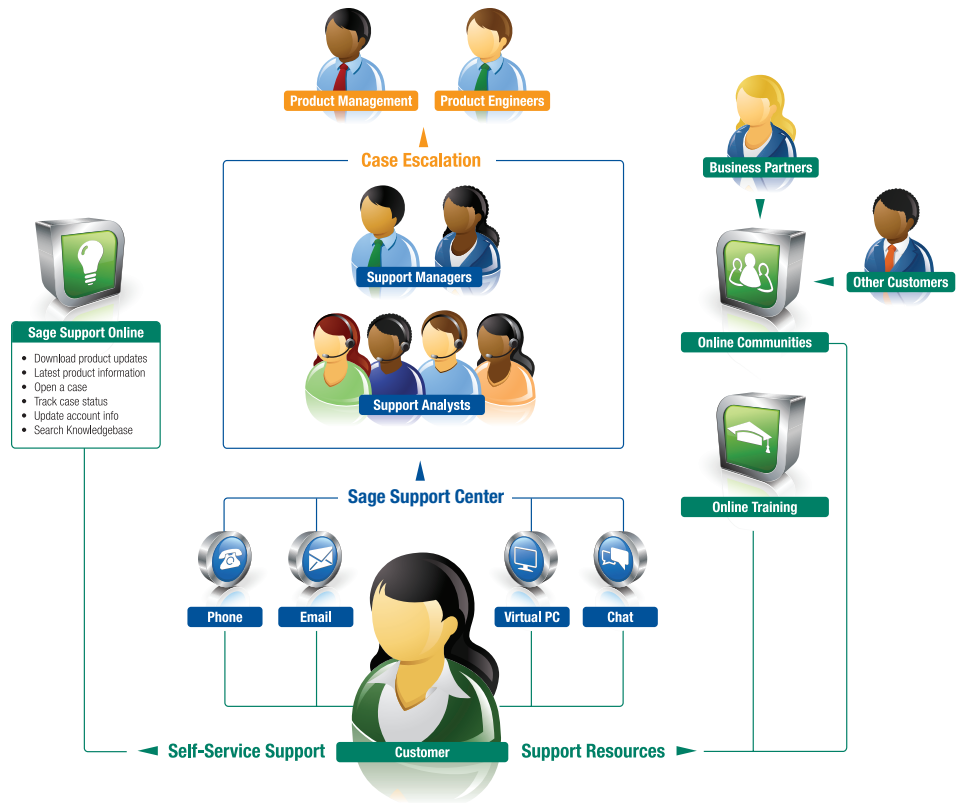 Product Management
Product Engineers
Case Escalation
Business Partners
Support Managers
Other Customers
Sage Support Online
• Download product updates
• Latest product information
• Open a case
• Track case status
• Update account info
• Search Knowledgebase
Online Communities
Support Analysts
Sage Support Center
Online Training
Phone
Email
Virtual PC
Chat
Self-Service Support
Customer
Support Resources